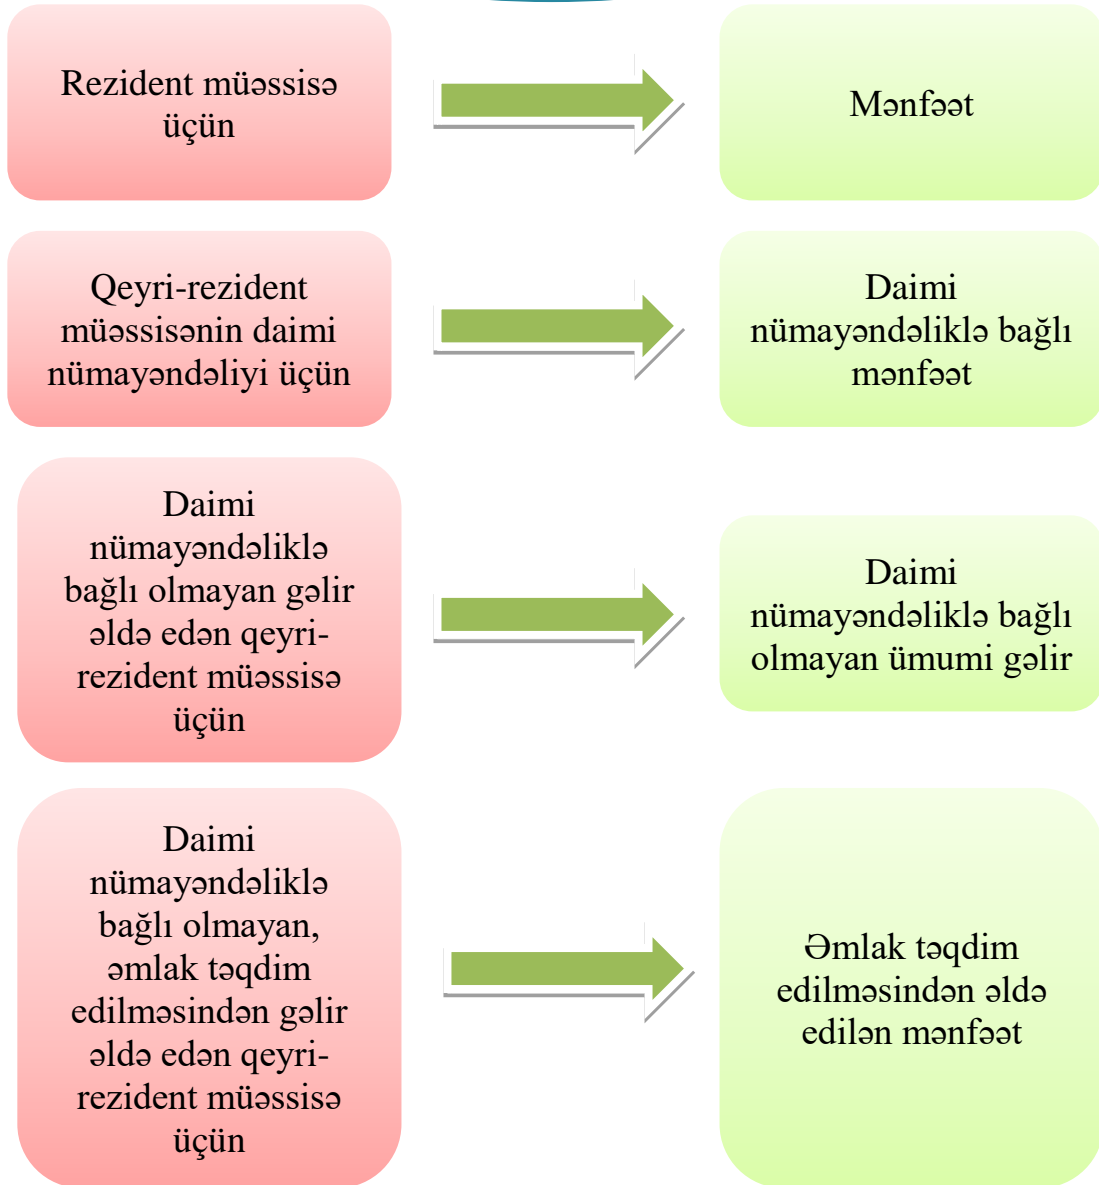 Rezident müəssisə
üçün
Mənfəət
Qeyri-rezident
müəssisənin daimi
nümayəndəliyi üçün
Daimi
nümayəndəliklə bağlı
mənfəət
Daimi
nümayəndəliklə
bağlı olmayan gəlir
əldə edən qeyri-
rezident müəssisə
üçün
Daimi
nümayəndəliklə bağlı
olmayan ümumi gəlir
Daimi
nümayəndəliklə
bağlı olmayan,
əmlak təqdim
edilməsindən gəlir
əldə edən qeyri-
rezident müəssisə
üçün
Əmlak təqdim
edilməsindən əldə
edilən mənfəət